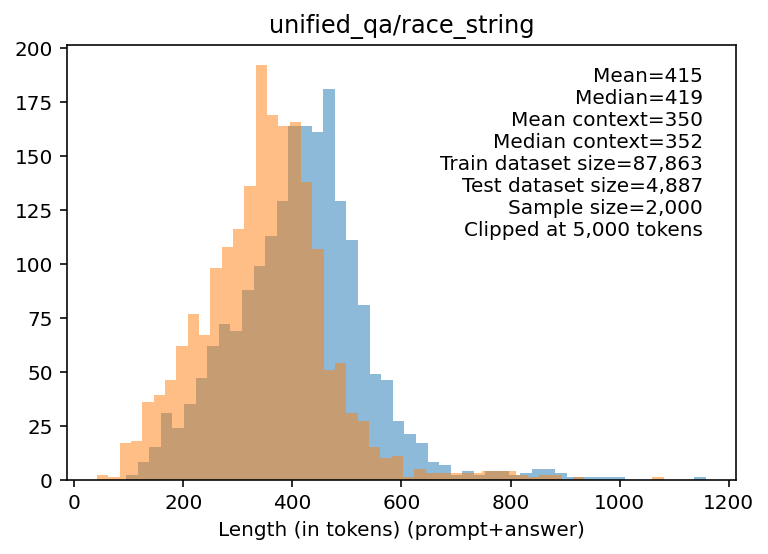 unified_qa/race_string
Mean=415
Median=419
Mean context=350
Median context=352
Train dataset size=87,863
Test dataset size=4,887
Sample size=2,000
Clipped at 5,000 tokens
200
175
150
125
100
75
50
25
0
0 200 400 600 800 1000 1200
Length (in tokens) (prompt+answer)